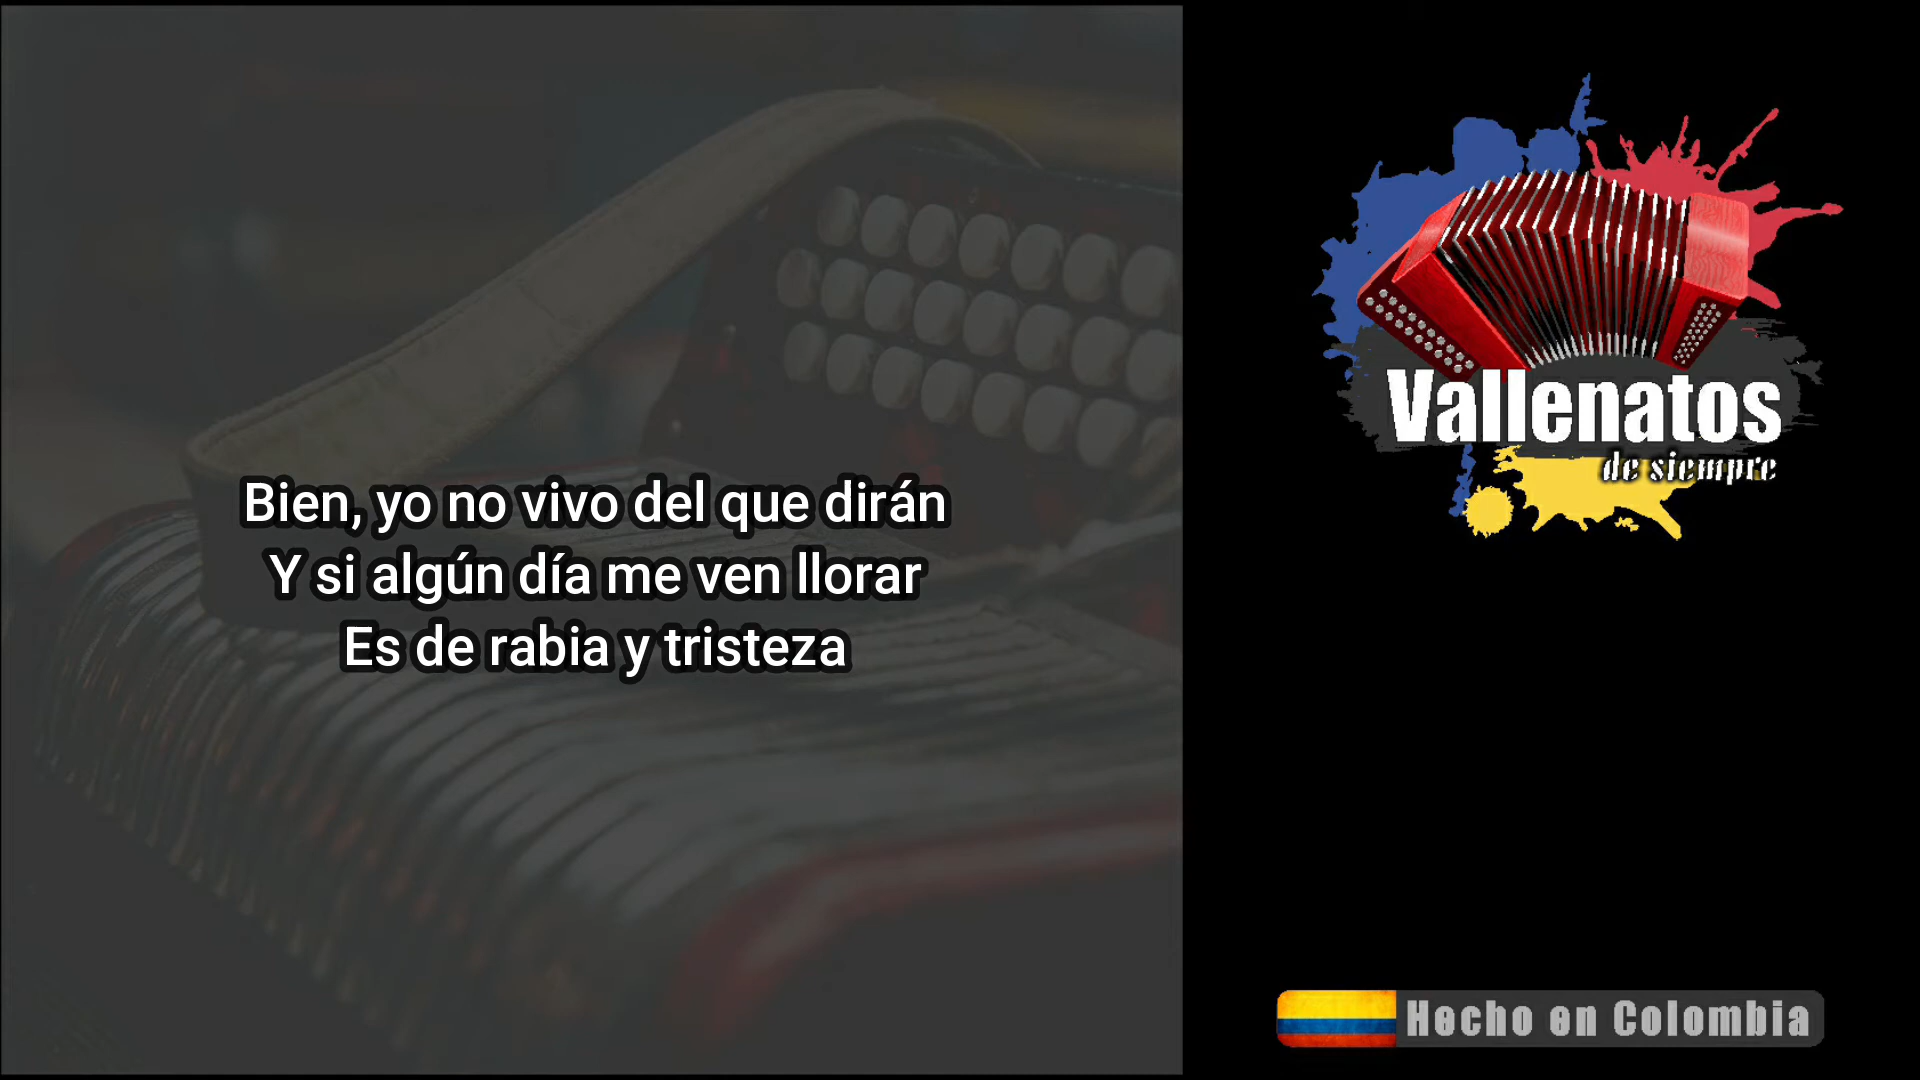 Bien, yo no vivo del que dirán
Y si algún día me ven llorar
Es de rabia y tristeza
Vallenatos
de siempre
Hecho en Colombia